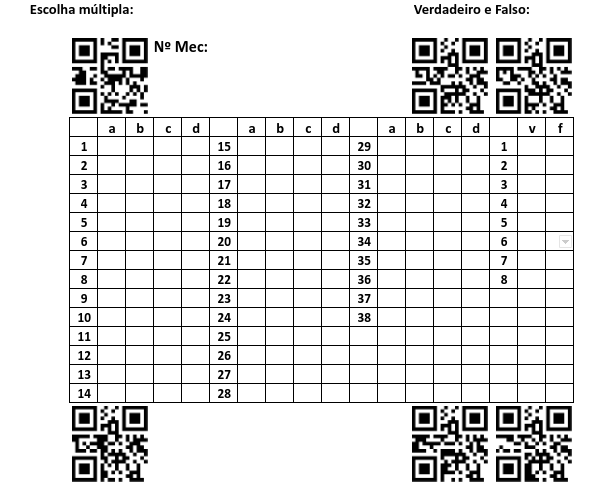 Escolha múltipla: Verdadeiro e Falso:
Nº Mec:
a b c d a b c d a b c d v f
1 15 29 1
2 16 30 2
3 17 31 3
4 18 32 4
5 19 33 5
6 20 34 6
7 21 35 7
8 22 36 8
9 23 37
10 24 38
11 25
12 26
13 27
14 28